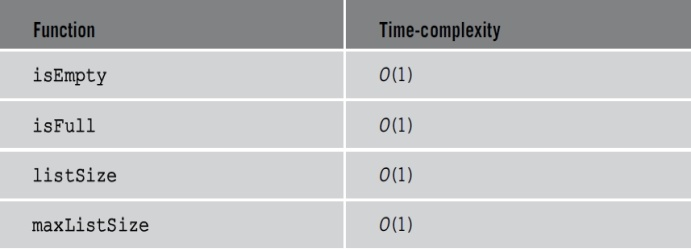 Function Time-complexity
isEmpty O(1)
isFull O(1)
listSize O(1)
maxListSize O(1)